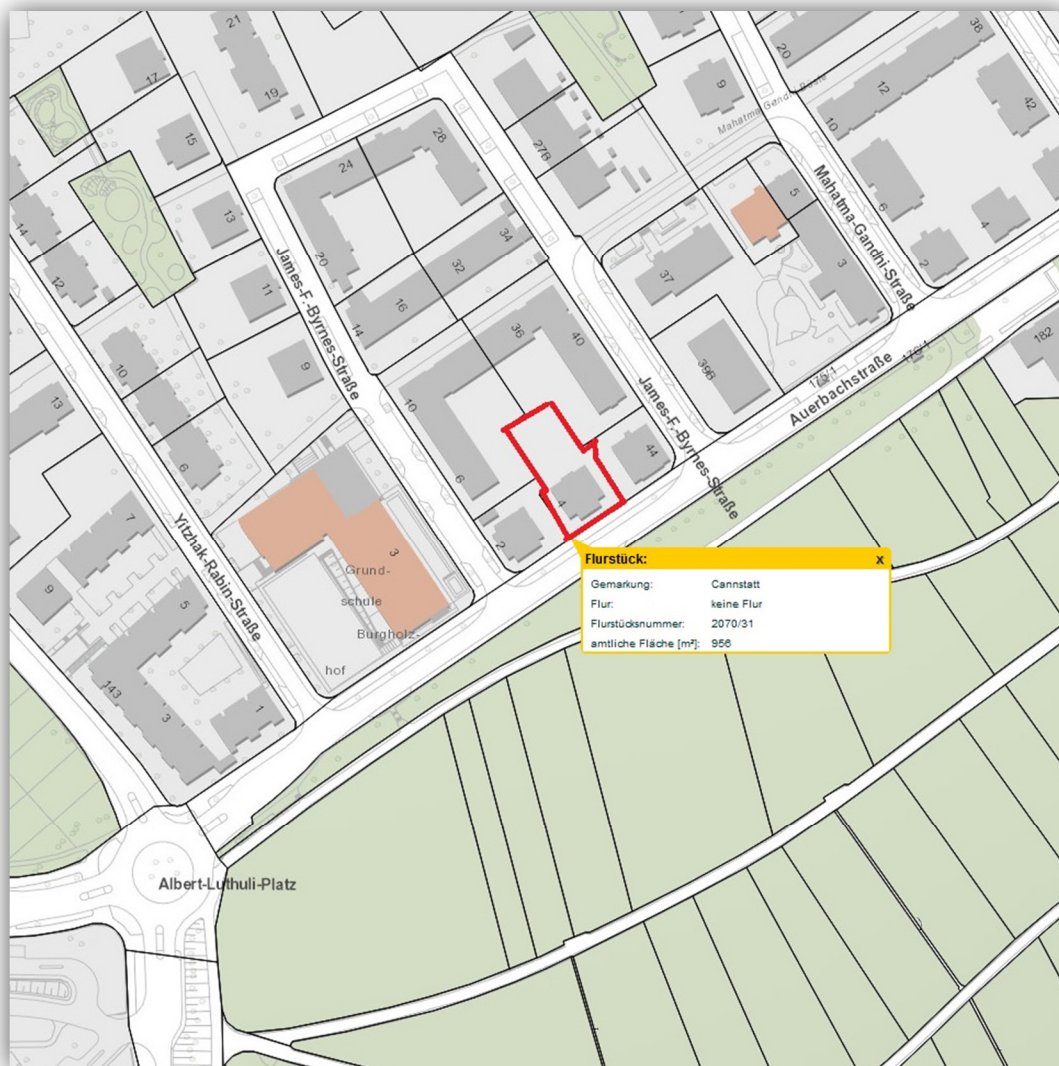 21
17
19
15
13
11
9
14
12
10
13
6
7
9
5
143
3
1
Yitzhak-Rabin-Straße
24
28
20
34
32
16
14
James-F.-Byrnes-Straße
36
40
10
6
2
4
44
3
Grund-
schule
Burgholz-
hof
27B
37
39B
James-F.-Byrnes-Straße
9
20
38
12
10
42
Mahatma-Gandhi-Straße
5
3
6
4
2
182
Auerbachstraße
Flurstück: x
Gemarkung: Cannstatt
Flur: keine Flur
Flurstücksnummer: 2070/31
amtliche Fläche [m²]: 956
Albert-Luthuli-Platz